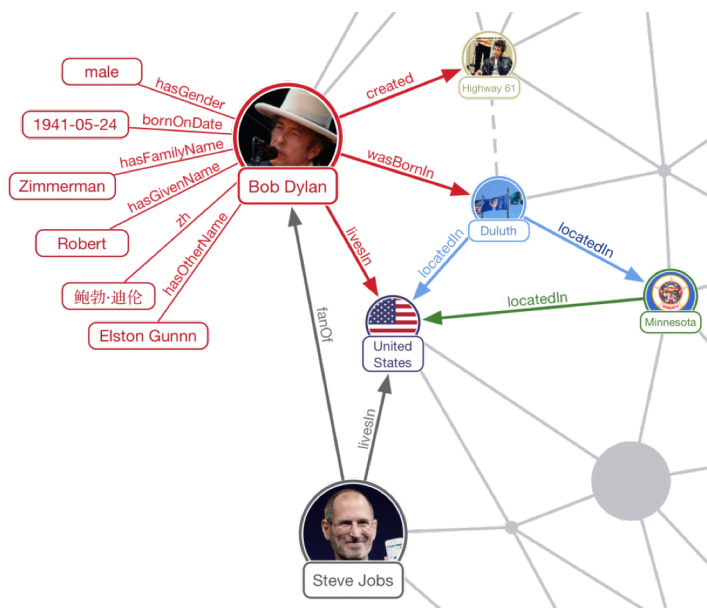 male
hasGender
1941-05-24
bornOnDate
Zimmerman
hasFamilyName
Robert
hasGivenName
鲍勃·迪伦
zh
Elston Gunnn
hasOtherName
Bob Dylan
created
Highway 61
wasBornIn
Duluth
livesIn
locatedIn
locatedIn
locatedIn
Minnesota
United
States
fanOf
livesIn
Steve Jobs